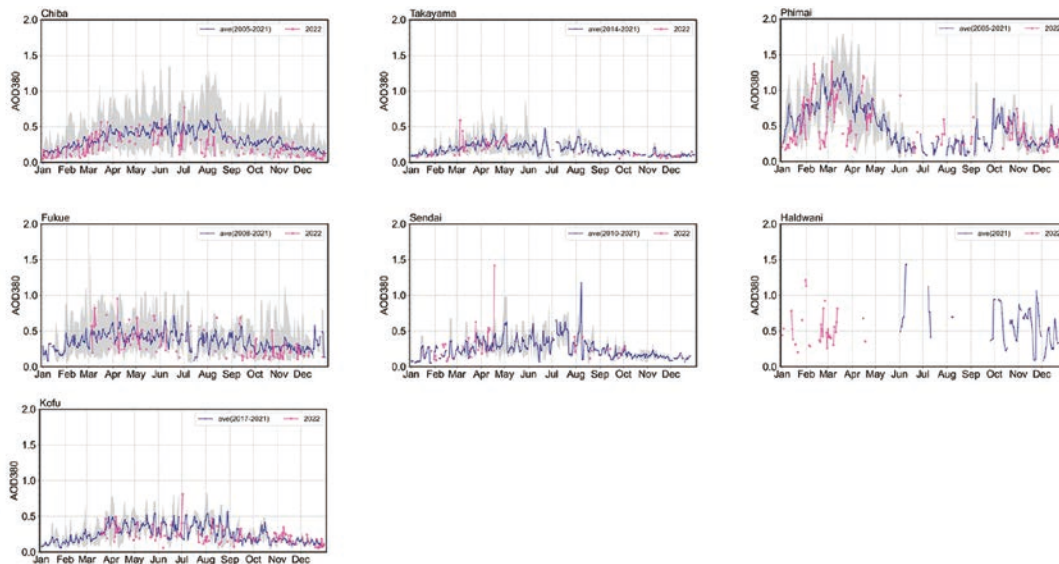 Chiba
AOD380
2.0
1.5
1.0
0.5
0.0
ave(2005-2021) 2022
Jan Feb Mar Apr May Jun Jul Aug Sep Oct Nov Dec
Takayama
AOD380
2.0
1.5
1.0
0.5
0.0
ave(2014-2021) 2022
Jan Feb Mar Apr May Jun Jul Aug Sep Oct Nov Dec
Phimai
AOD380
2.0
1.5
1.0
0.5
0.0
ave(2005-2021) 2022
Jan Feb Mar Apr May Jun Jul Aug Sep Oct Nov Dec
Fukue
AOD380
2.0
1.5
1.0
0.5
0.0
ave(2008-2021) 2022
Jan Feb Mar Apr May Jun Jul Aug Sep Oct Nov Dec
Sendai
AOD380
2.0
1.5
1.0
0.5
0.0
ave(2010-2021) 2022
Jan Feb Mar Apr May Jun Jul Aug Sep Oct Nov Dec
Haldwani
AOD380
2.0
1.5
1.0
0.5
0.0
ave(2021) 2022
Jan Feb Mar Apr May Jun Jul Aug Sep Oct Nov Dec
Kofu
AOD380
2.0
1.5
1.0
0.5
0.0
ave(2017-2021) 2022
Jan Feb Mar Apr May Jun Jul Aug Sep Oct Nov Dec